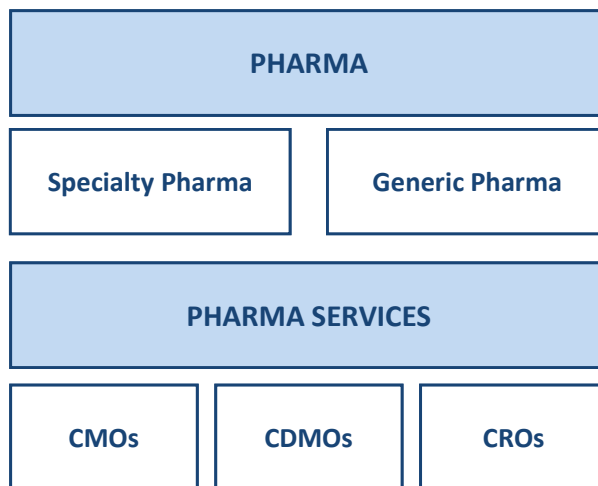 PHARMA
Specialty Pharma
Generic Pharma
PHARMA SERVICES
CMOs
CDMOs
CROs